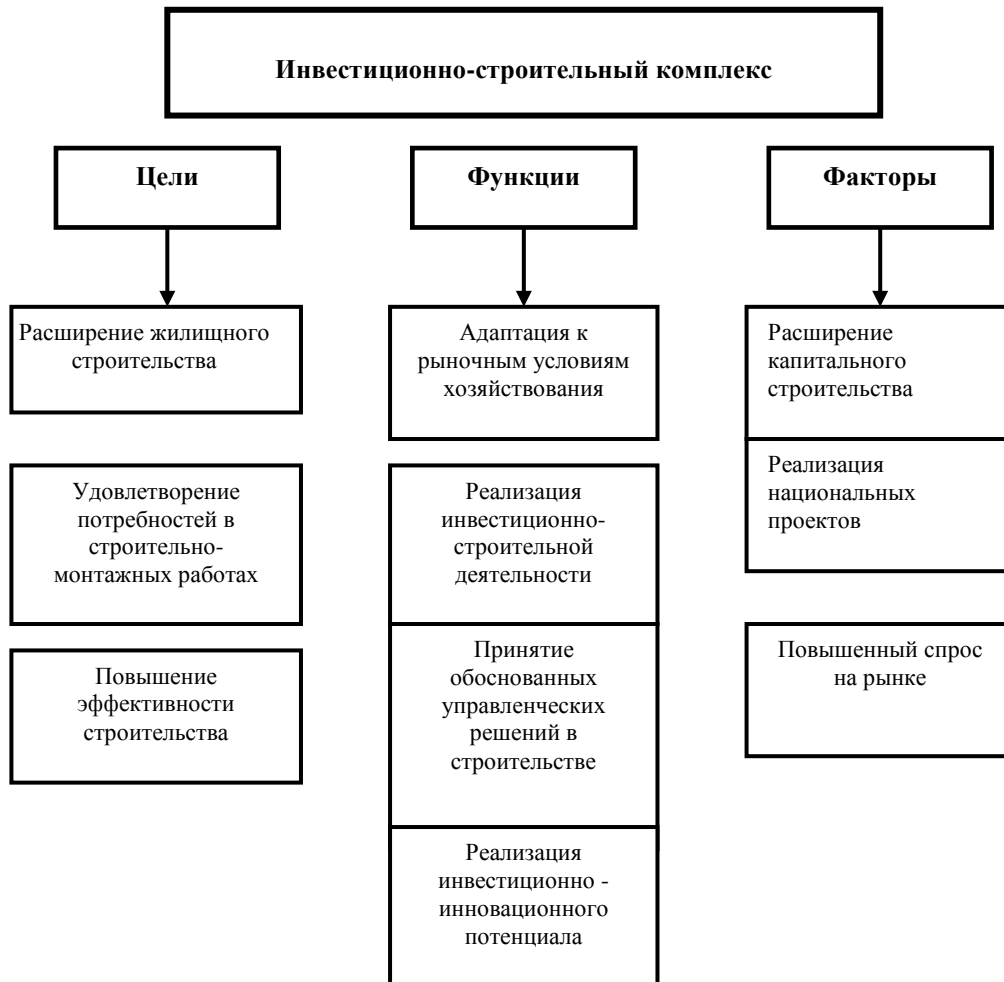 Инвестиционно-строительный комплекс
Цели
Расширение жилищного
строительства
Удовлетворение
потребностей в
строительно-
монтажных работах
Повышение
эффективности
строительства
Функции
Адаптация к
рыночным условиям
хозяйствования
Реализация
инвестиционно-
строительной
деятельности
Принятие
обоснованных
управленческих
решений в
строительстве
Реализация
инвестиционно -
инновационного
потенциала
Факторы
Расширение
капитального
строительства
Реализация
национальных
проектов
Повышенный спрос
на рынке